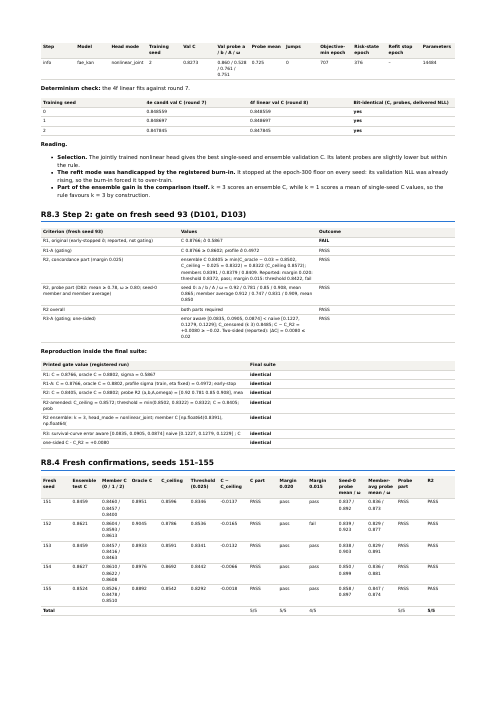 Step Model Head mode Training seed Val C Val probe a / b / A / ω Probe mean Jumps Objective-min epoch Risk-state epoch Refit stop epoch Parameters
info fae_lean nonlinear_joint 2 0.8273 0.860 / 0.528 / 0.761 / 0.751 0.725 0 707 376 – 14484
Determinism check: the 4f linear fits against round 7.
Training seed 4e candit val C (round 7) 4f linear val C (round 8) Bit-identical (C, probes, delivered NLL)
0 0.848559 0.848559 yes
1 0.848697 0.848697 yes
2 0.847845 0.847845 yes
Reading.
• Selection. The jointly trained nonlinear head gives the best single-seed and ensemble validation C. Its latent probes are slightly lower but within
the rule.
• The refit mode was handicapped by the registered burn-in. It stopped at the epoch-300 floor on every seed: its validation NLL was already
rising, so the burn-in forced it to over-train.
• Part of the ensemble gain is the comparison itself. k = 3 scores an ensemble C, while k = 1 scores a mean of single-seed C values, so
the rule favours k = 3 by construction.
R8.3 Step 2: gate on fresh seed 93 (D101, D103)
Criterion (fresh seed 93) Values Outcome
R1, original (early-stopped σ; reported, not gating) C 0.8766; σ 0.5867 FAIL
R1-A (gating) C 0.8766 ≥ 0.8602; profile σ 0.4972 PASS
R2, concordance part (margin 0.025) ensemble C 0.8405 ≥ min(C_oracle − 0.03 = 0.8502,
C_ceiling − 0.025 = 0.8322) = 0.8322 (C_ceiling 0.8572);
members 0.8391 / 0.8379 / 0.8409. Reported: margin 0.020:
threshold 0.8372, pass; margin 0.015: threshold 0.8422, fail PASS
R2, probe part (D82: mean ≥ 0.78, ω ≥ 0.80; seed-0
member and member average) seed 0: a / b / A / ω = 0.92 / 0.781 / 0.85 / 0.908, mean
0.865; member average 0.912 / 0.747 / 0.831 / 0.909, mean
0.850 PASS
R2 overall both parts required PASS
R3-A (gating; one-sided) error aware [0.0835, 0.0905, 0.0874] < naive [0.1227,
0.1279, 0.1229]; C_censored (k 3) 0.8485; C − C_R2 =
+0.0080 ≥ −0.02. Two-sided (reported): |ΔC| = 0.0080 ≤
0.02 PASS
Reproduction inside the final suite:
Printed gate value (registered run) Final suite
R1: C = 0.8766, oracle C = 0.8802, sigma = 0.5867 identical
R1-A: C = 0.8766, oracle C = 0.8802, profile sigma (train, eta fixed) = 0.4972; early-stop identical
R2: C = 0.8405, oracle C = 0.8802; probe R2 (a,b,A,omega) = [0.92 0.781 0.85 0.908], mea identical
R2-amended: C_ceiling = 0.8572; threshold = min(0.8502, 0.8322) = 0.8322; C = 0.8405;
prob identical
R2 ensemble: k = 3, head_mode = nonlinear_joint; member C [np.float64(0.8391),
np.float64( identical
R3: survival-curve error aware [0.0835, 0.0905, 0.0874] naive [0.1227, 0.1279, 0.1229] ; C identical
one-sided C - C_R2 = +0.0080 identical
R8.4 Fresh confirmations, seeds 151–155
Fresh seed Ensemble test C Member C (0 / 1 / 2) Oracle C C_ceiling Threshold (0.025) C − C_ceiling C part Margin 0.020 Margin 0.015 Seed-0 probe mean / ω Member-avg probe mean / ω Probe part R2
151 0.8459 0.8460 / 0.8457 / 0.8400 0.8951 0.8596 0.8346 -0.0137 PASS pass pass 0.837 / 0.892 0.836 / 0.873 PASS PASS
152 0.8621 0.8604 / 0.8593 / 0.8613 0.9045 0.8786 0.8536 -0.0165 PASS pass fail 0.839 / 0.923 0.829 / 0.877 PASS PASS
153 0.8459 0.8457 / 0.8416 / 0.8463 0.8933 0.8591 0.8341 -0.0132 PASS pass pass 0.838 / 0.903 0.829 / 0.891 PASS PASS
154 0.8627 0.8610 / 0.8622 / 0.8608 0.8976 0.8692 0.8442 -0.0066 PASS pass pass 0.850 / 0.899 0.836 / 0.881 PASS PASS
155 0.8524 0.8526 / 0.8478 / 0.8510 0.8892 0.8542 0.8292 -0.0018 PASS pass pass 0.858 / 0.897 0.847 / 0.874 PASS PASS
Total 5/5 5/5 4/5 5/5 5/5